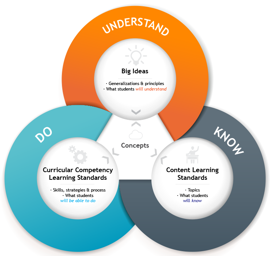 UNDERSTAND
Big Ideas
- Generalizations & principles
- What students will understand
DO
KNOW
Concepts
Curricular Competency
Learning Standards
- Skills, strategies & process
- What students
will be able to do
Content Learning
Standards
- Topics
- What students
will know